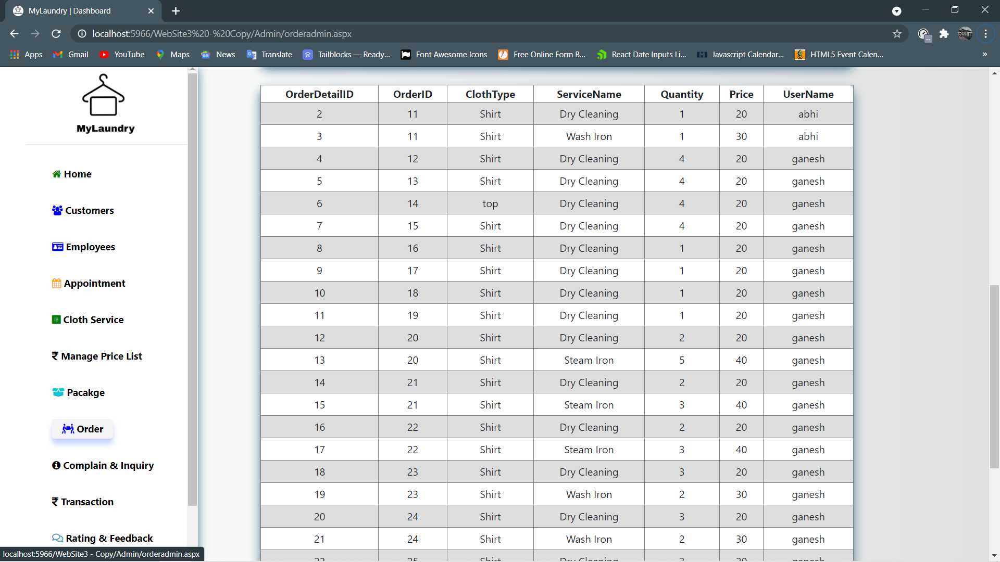 MyLaundry | Dashboard
localhost:5966/WebSite3%20-%20Copy/Admin/orderadmin.aspx
Apps Gmail YouTube Maps News Translate Tailblocks — Ready... Font Awesome Icons Free Online Form B... React Date Inputs Li... Javascript Calendar... HTML5 Event Calen... »
MyLaundry
Home
Customers
Employees
Appointment
Cloth Service
₹ Manage Price List
Pacakge
Order
Complain & Inquiry
₹ Transaction
Rating & Feedback
OrderDetailID OrderID ClothType ServiceName Quantity Price UserName
2 11 Shirt Dry Cleaning 1 20 abhi
3 11 Shirt Wash Iron 1 30 abhi
4 12 Shirt Dry Cleaning 4 20 ganesh
5 13 Shirt Dry Cleaning 4 20 ganesh
6 14 top Dry Cleaning 4 20 ganesh
7 15 Shirt Dry Cleaning 4 20 ganesh
8 16 Shirt Dry Cleaning 1 20 ganesh
9 17 Shirt Dry Cleaning 1 20 ganesh
10 18 Shirt Dry Cleaning 1 20 ganesh
11 19 Shirt Dry Cleaning 1 20 ganesh
12 20 Shirt Dry Cleaning 2 20 ganesh
13 20 Shirt Steam Iron 5 40 ganesh
14 21 Shirt Dry Cleaning 2 20 ganesh
15 21 Shirt Steam Iron 3 40 ganesh
16 22 Shirt Dry Cleaning 2 20 ganesh
17 22 Shirt Steam Iron 3 40 ganesh
18 23 Shirt Dry Cleaning 3 20 ganesh
19 23 Shirt Wash Iron 2 30 ganesh
20 24 Shirt Dry Cleaning 3 20 ganesh
21 24 Shirt Wash Iron 2 30 ganesh
22 25 Shirt Dry Cleaning 20 ganesh
localhost:5966/WebSite3 - Copy/Admin/orderadmin.aspx